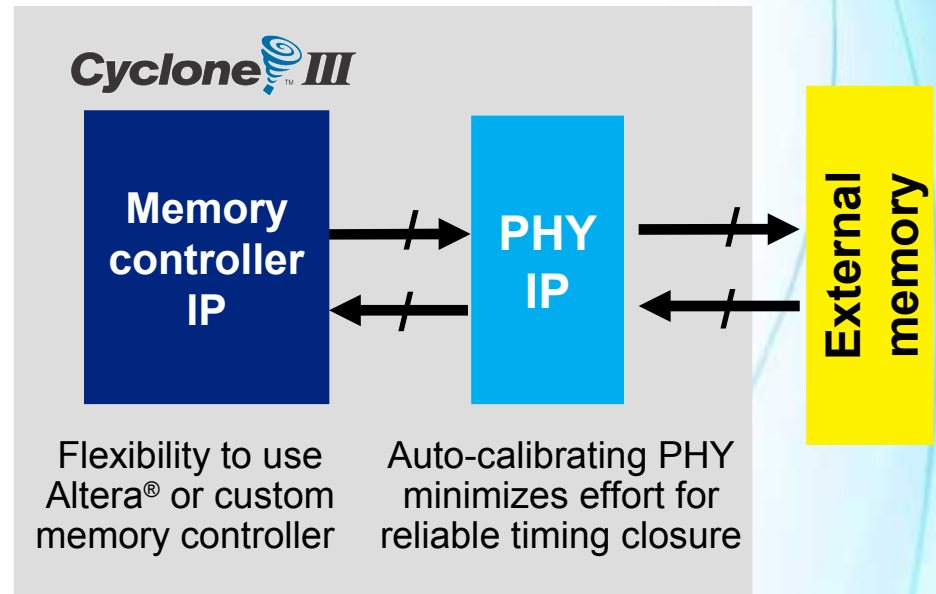 Cyclone™ III
Memory
controller
IP
PHY
IP
External
memory
Flexibility to use
Altera® or custom
memory controller
Auto-calibrating PHY
minimizes effort for
reliable timing closure